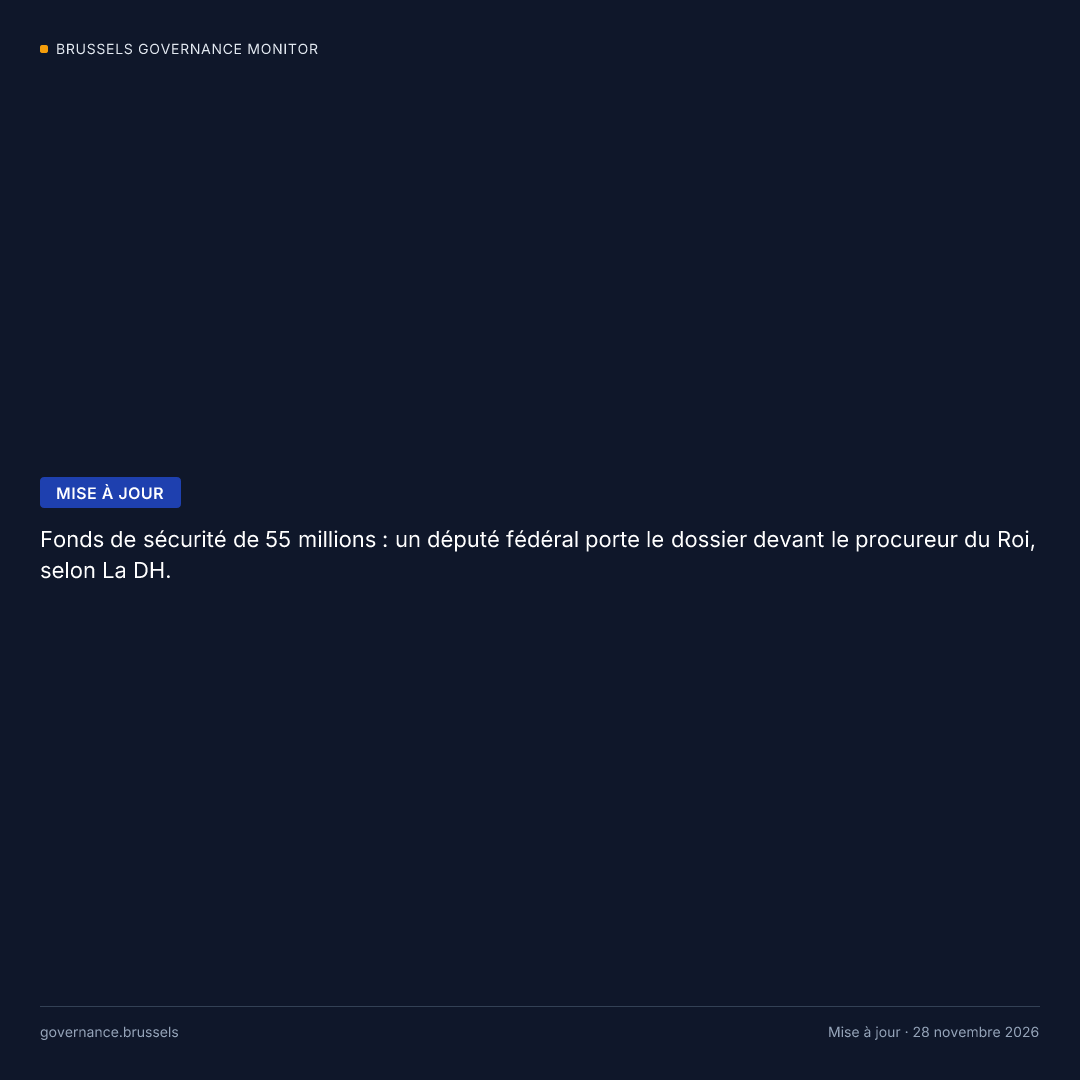 BRUSSELS GOVERNANCE MONITOR
MISE À JOUR
Fonds de sécurité de 55 millions : un député fédéral porte le dossier devant le procureur du Roi,
selon La DH.
governance.brussels
Mise à jour · 28 novembre 2026